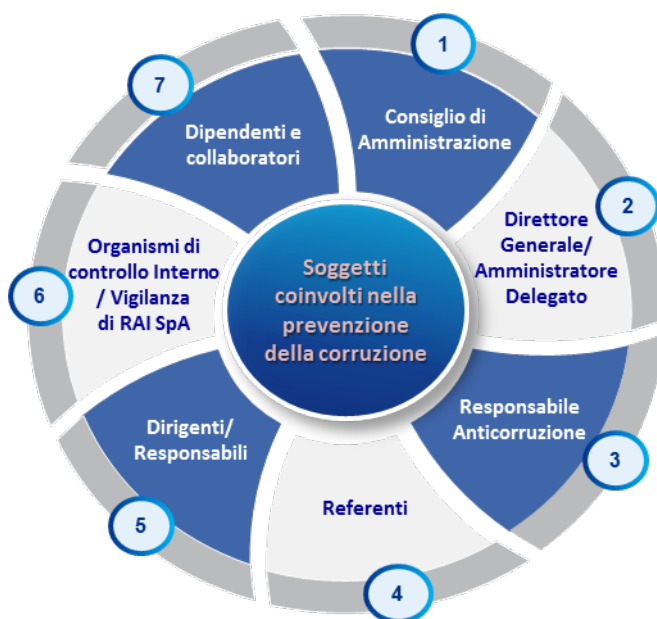 Soggetti
coinvolti nella
prevenzione
della corruzione
1
Consiglio di
Amministrazione
2
Direttore
Generale/
Amministratore
Delegato
3
Responsabile
Anticorruzione
4
Referenti
5
Dirigenti/
Responsabili
6
Organismi di
controllo Interno
/ Vigilanza
di RAI SpA
7
Dipendenti e
collaboratori